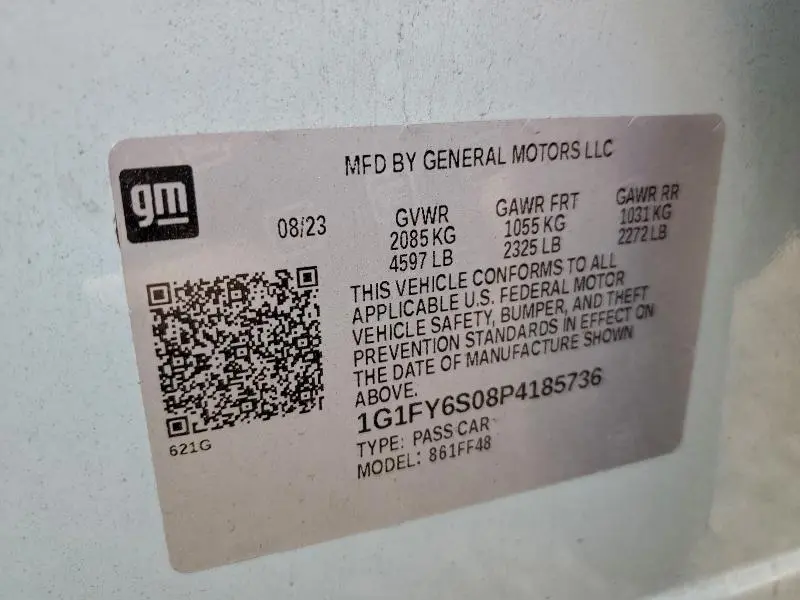 MFD BY GENERAL MOTORS LLC
gm
08/23
GVWR
2085 KG
4597 LB
GAWR FRT
1055 KG
2325 LB
GAWR RR
1031 KG
2272 LB
THIS VEHICLE CONFORMS TO ALL
APPLICABLE U.S. FEDERAL MOTOR
VEHICLE SAFETY, BUMPER, AND THEFT
PREVENTION STANDARDS IN EFFECT ON
THE DATE OF MANUFACTURE SHOWN
ABOVE.
1G1FY6S08P4185736
TYPE: PASS CAR
MODEL: 861FF48
621G